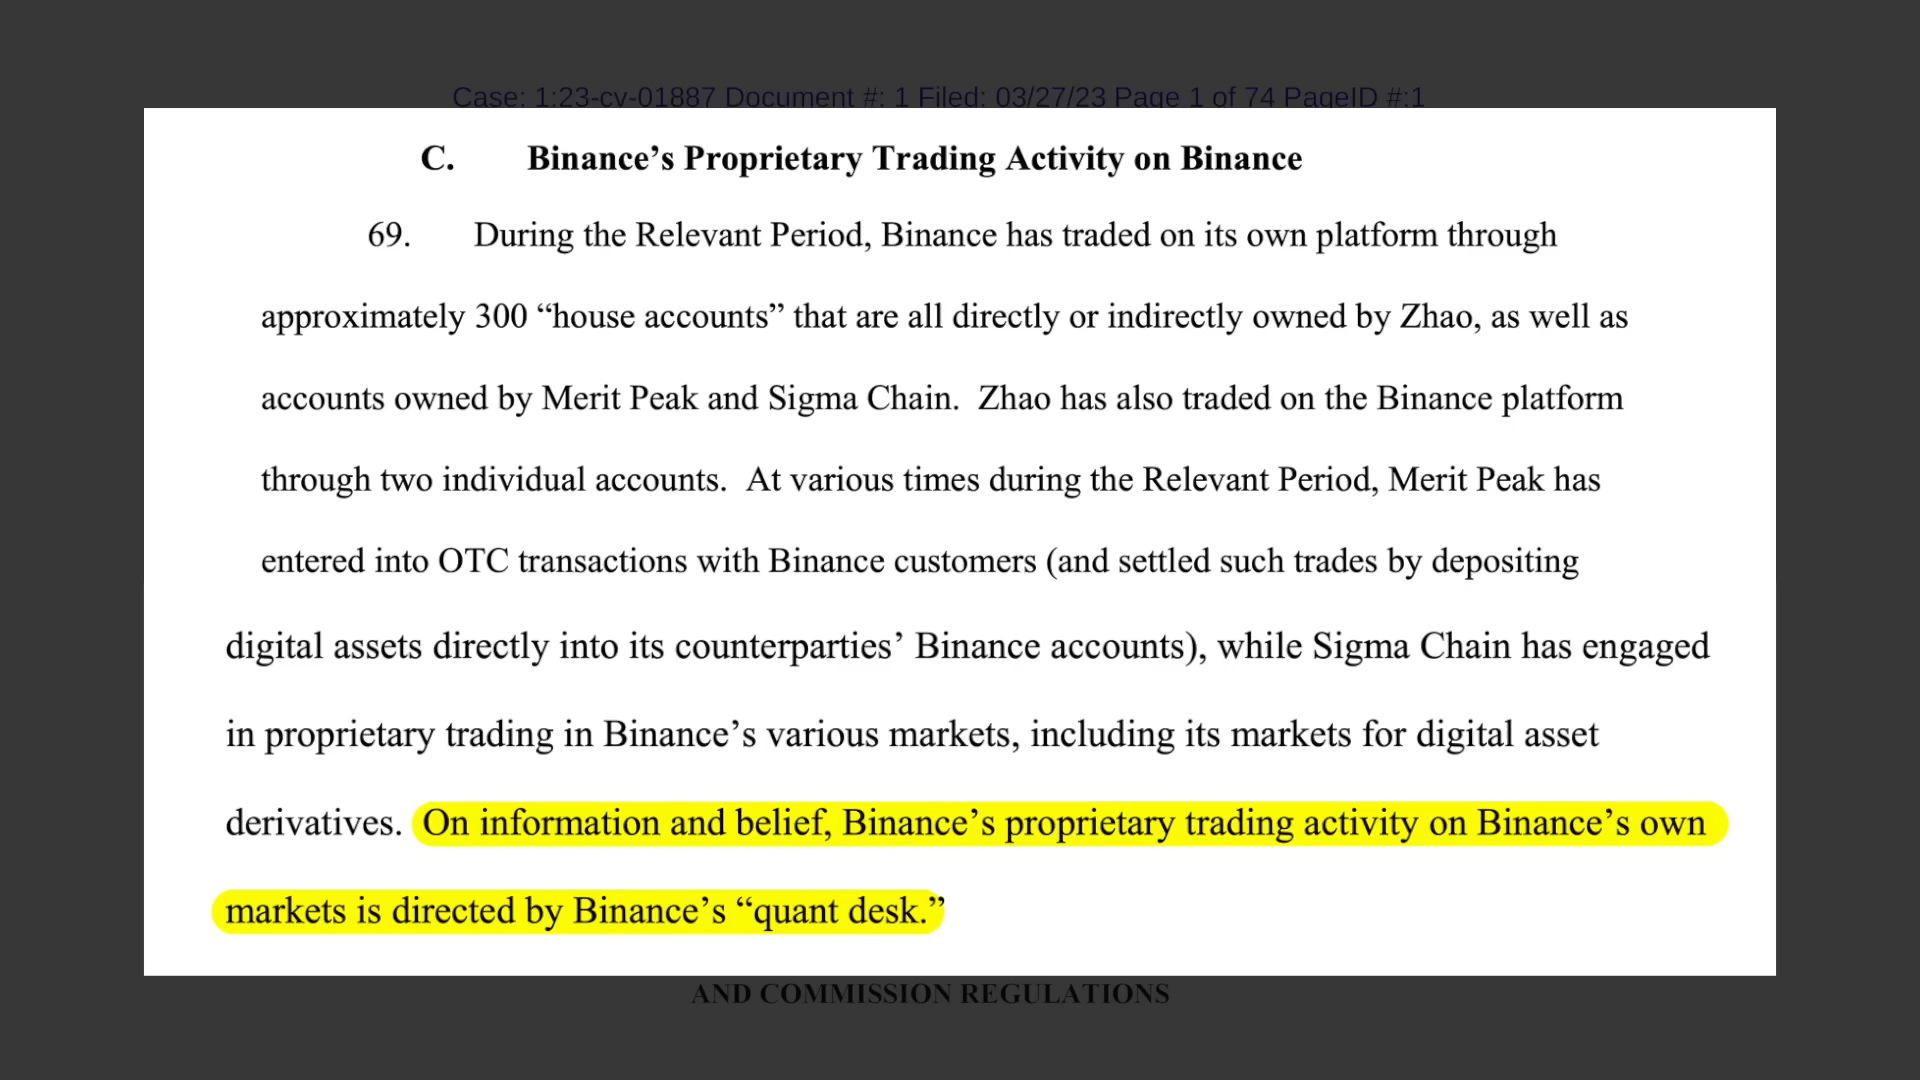 Case: 1:23-cv-01887 Document #: 1 Filed: 03/27/23 Page 1 of 74 PageID #:1
C. Binance’s Proprietary Trading Activity on Binance
69. During the Relevant Period, Binance has traded on its own platform through
approximately 300 “house accounts” that are all directly or indirectly owned by Zhao, as well as
accounts owned by Merit Peak and Sigma Chain. Zhao has also traded on the Binance platform
through two individual accounts. At various times during the Relevant Period, Merit Peak has
entered into OTC transactions with Binance customers (and settled such trades by depositing
digital assets directly into its counterparties’ Binance accounts), while Sigma Chain has engaged
in proprietary trading in Binance’s various markets, including its markets for digital asset
derivatives. On information and belief, Binance’s proprietary trading activity on Binance’s own
markets is directed by Binance’s “quant desk.”
AND COMMISSION REGULATIONS